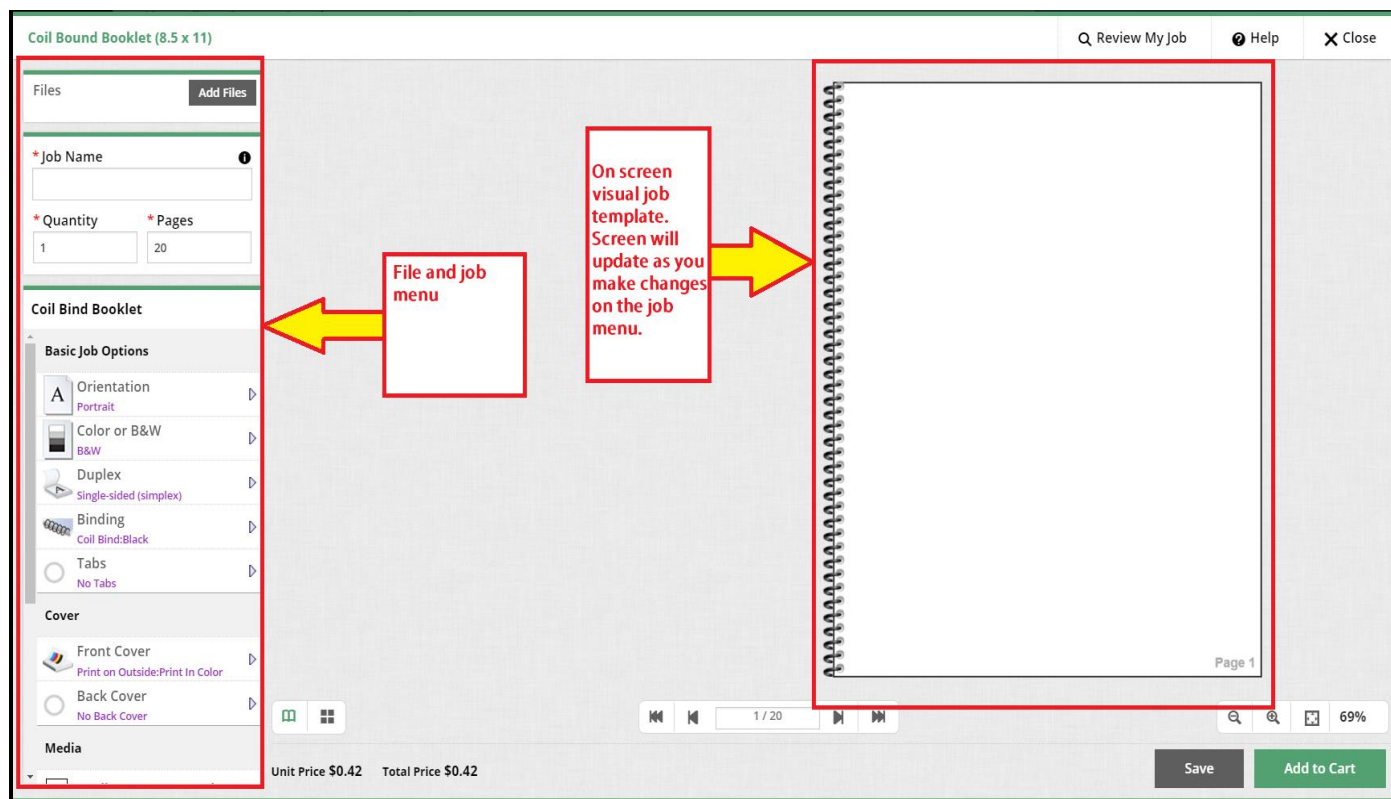 Coil Bound Booklet (8.5 x 11)
Review My Job
Help
Close
Files
Add Files
* Job Name
* Quantity
* Pages
1
20
Coil Bind Booklet
Basic Job Options
A
Orientation
Portrait
Color or B&W
B&W
Duplex
Single-sided (simplex)
Binding
Coil Bind:Black
Tabs
No Tabs
Cover
Front Cover
Print on Outside:Print In Color
Back Cover
No Back Cover
Media
File and job
menu
On screen
visual job
template.
Screen will
update as you
make changes
on the job
menu.
Page 1
1 / 20
69%
Unit Price $0.42
Total Price $0.42
Save
Add to Cart